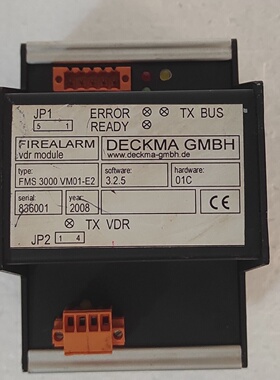 JP1 ERROR TX BUS
5 1 READY
FIREALARM DECKMA GMBH
vdr module www.deckma-gmbh.de
type: software: hardware:
FMS 3000 VM01-E2 3.2.5 01C
serial: year: CE
836001 2008
TX VDR
JP2 1 4